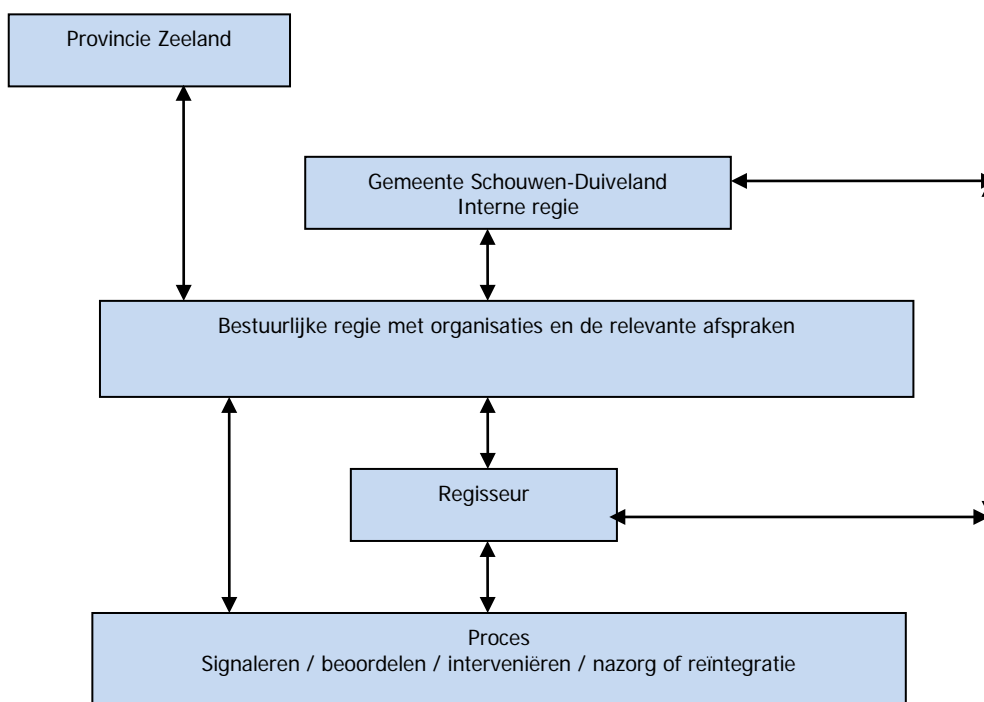 Provincie Zeeland
Gemeente Schouwen-Duiveland
Interne regie
Bestuurlijke regie met organisaties en de relevante afspraken
Regisseur
Proces
Signaleren / beoordelen / interveniëren / nazorg of reïntegratie